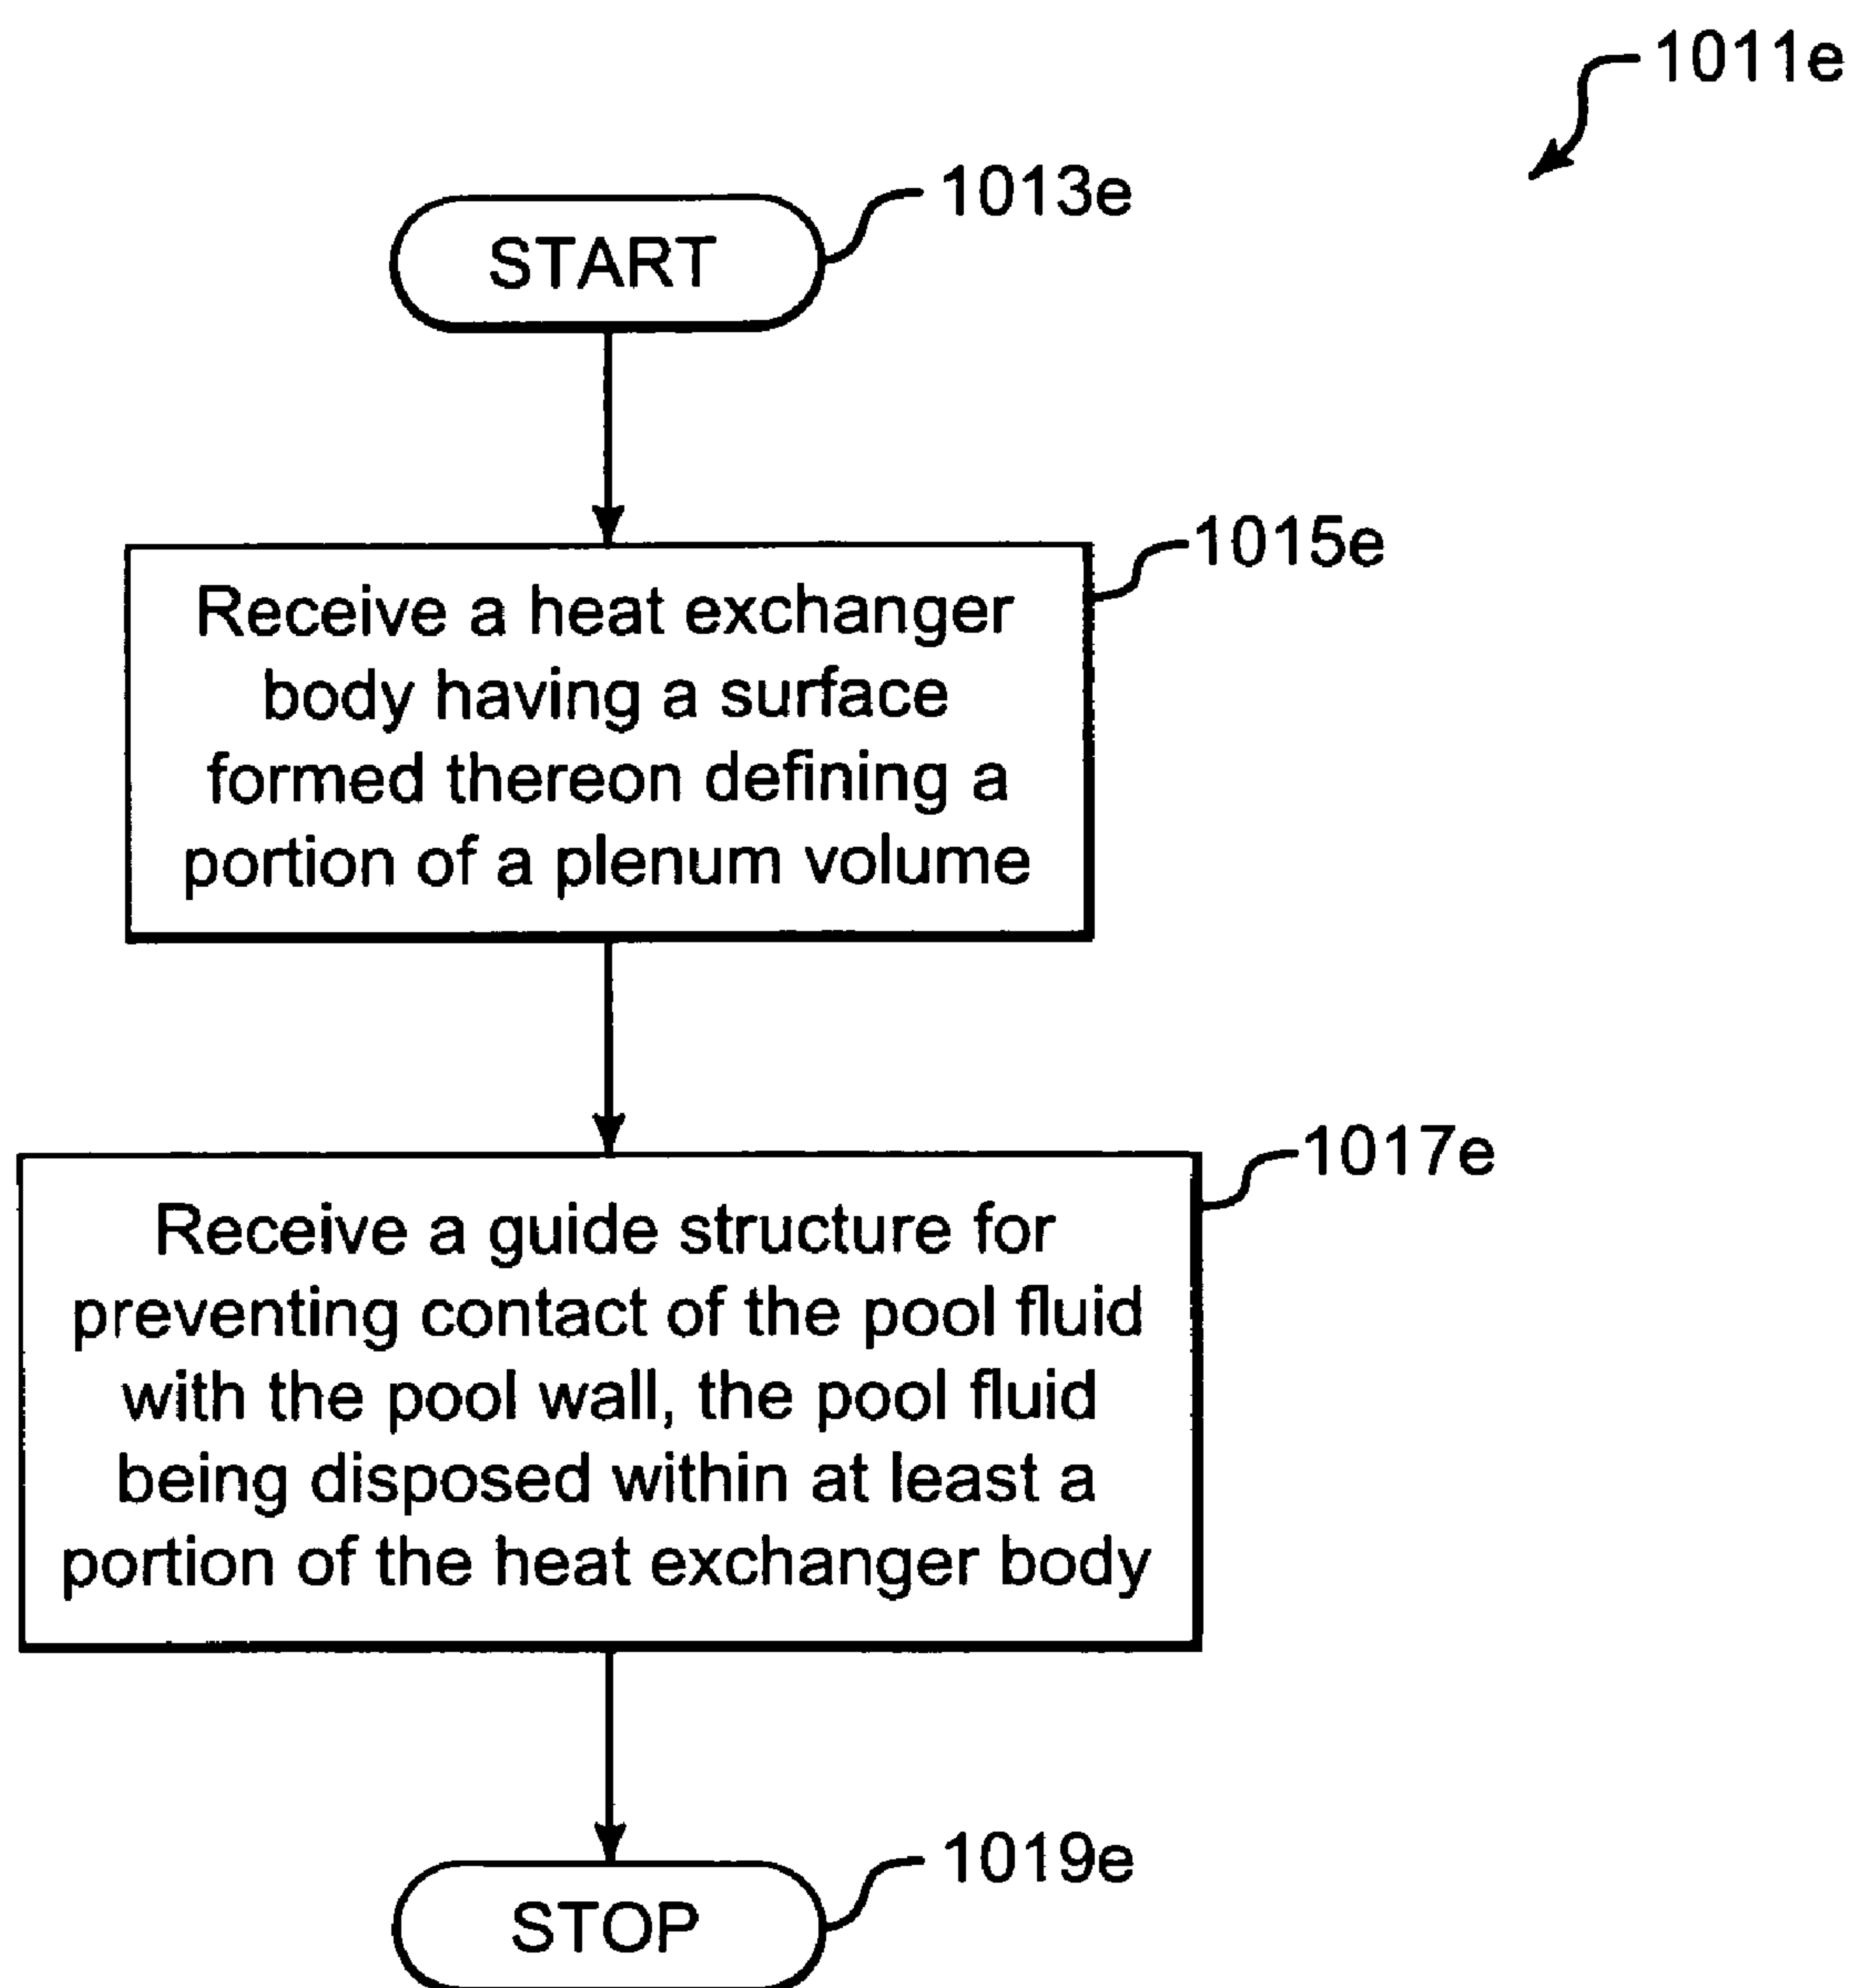 1011e
1013e
START
1015e
Receive a heat exchanger
body having a surface
formed thereon defining a
portion of a plenum volume
1017e
Receive a guide structure for
preventing contact of the pool fluid
with the pool wall, the pool fluid
being disposed within at least a
portion of the heat exchanger body
1019e
STOP